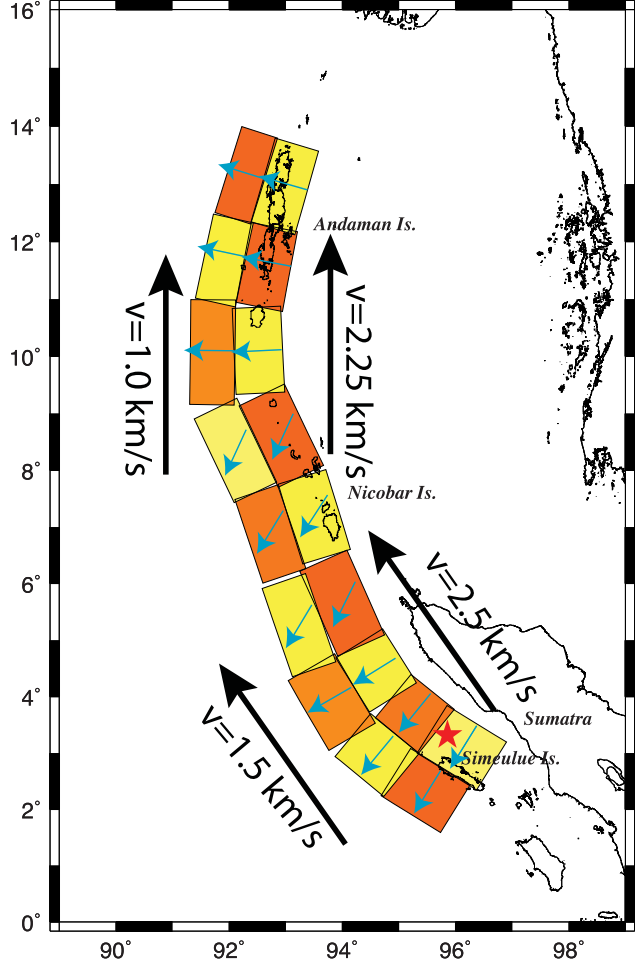 16°
14°
Andaman Is.
12°
v=1.0 km/s
v=2.25 km/s
10°
8°
Nicobar Is.
6°
v=2.5 km/s
4°
Sumatra
v=1.5 km/s
Simeulue Is.
2°
0°
90° 92° 94° 96° 98°